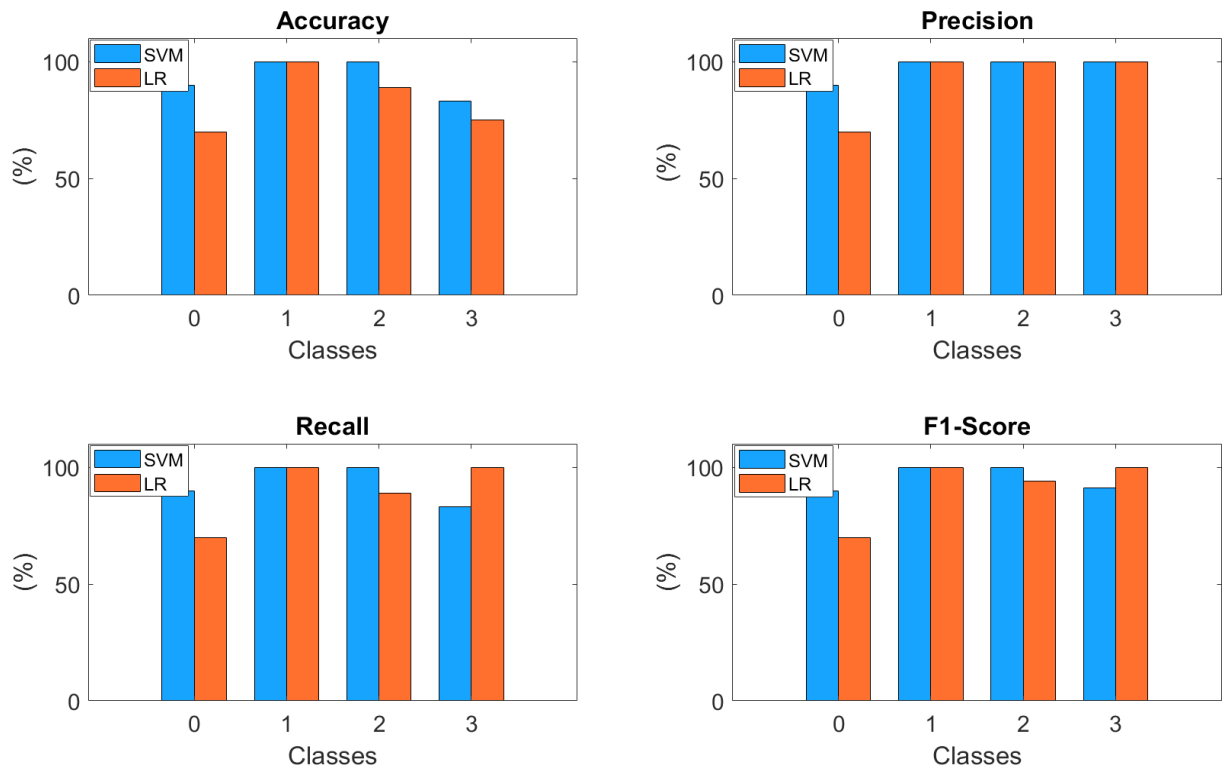 Accuracy
SVM
LR
100
50
0
(%)
0 1 2 3
Classes
Precision
SVM
LR
100
50
0
(%)
0 1 2 3
Classes
Recall
SVM
LR
100
50
0
(%)
0 1 2 3
Classes
F1-Score
SVM
LR
100
50
0
(%)
0 1 2 3
Classes